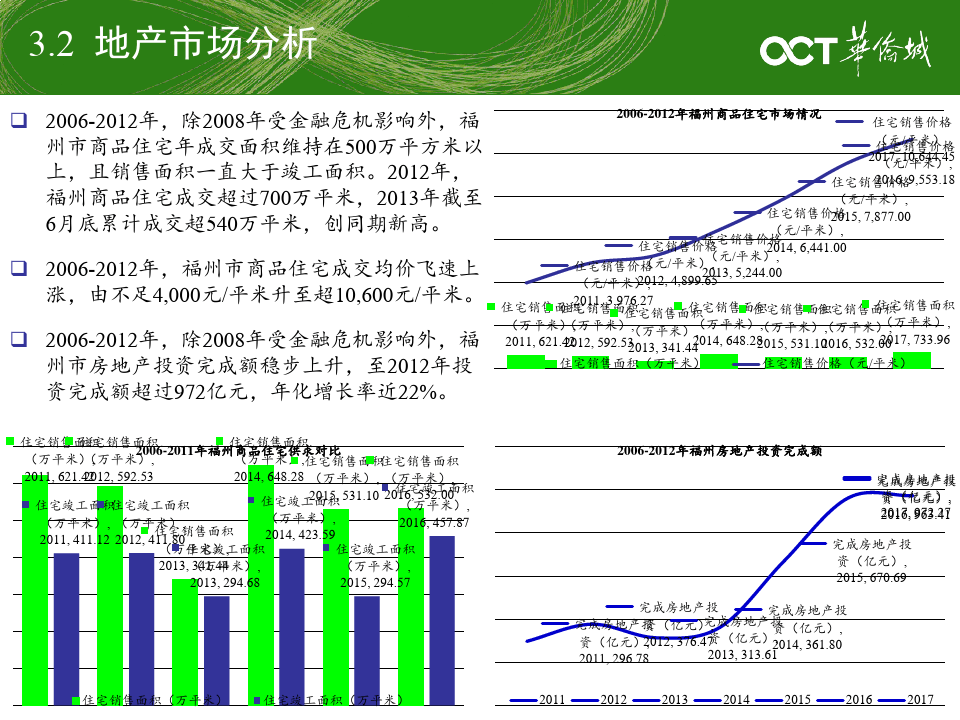 3.2 地产市场分析
OCT 華僑城
❑ 2006-2012年，除2008年受金融危机影响外，福
州市商品住宅年成交面积维持在500万平方米以
上，且销售面积一直大于竣工面积。2012年，
福州商品住宅成交超过700万平米，2013年截至
6月底累计成交超540万平米，创同期新高。
❑ 2006-2012年，福州市商品住宅成交均价飞速上
涨，由不足4,000元/平米升至超10,600元/平米。
❑ 2006-2012年，除2008年受金融危机影响外，福
州市房地产投资完成额稳步上升，至2012年投
资完成额超过972亿元，年化增长率近22%。
2006-2012年福州商品住宅市场情况
住宅销售价格
（元/平米），
2017, 10,644.45
住宅销售价格
（元/平米），
2016, 9,553.18
住宅销售价格
（元/平米），
2015, 7,877.00
住宅销售价格
（元/平米），
2014, 6,441.00
住宅销售价格
（元/平米），
2013, 5,244.00
住宅销售价格
（元/平米），
2012, 4,899.65
住宅销售价格
（元/平米），
2011, 3,976.27
住宅销售面积
（万平米），
2011, 621.42
住宅销售面积
（万平米），
2012, 592.53
住宅销售面积
（万平米），
2013, 341.44
住宅销售面积
（万平米），
2014, 648.28
住宅销售面积
（万平米），
2015, 531.10
住宅销售面积
（万平米），
2016, 532.00
住宅销售面积
（万平米），
2017, 733.96
住宅销售面积（万平米）
住宅销售价格（元/平米）
2006-2011年福州商品住宅供求对比
住宅销售面积
（万平米），
2011, 621.42
住宅销售面积
（万平米），
2012, 592.53
住宅销售面积
（万平米），
2013, 341.44
住宅销售面积
（万平米），
2014, 648.28
住宅销售面积
（万平米），
2015, 531.10
住宅销售面积
（万平米），
2016, 532.00
住宅竣工面积
（万平米），
2011, 411.12
住宅竣工面积
（万平米），
2012, 411.80
住宅竣工面积
（万平米），
2013, 294.68
住宅竣工面积
（万平米），
2014, 423.59
住宅竣工面积
（万平米），
2015, 294.57
住宅竣工面积
（万平米），
2016, 457.87
住宅销售面积（万平米）
住宅竣工面积（万平米）
2006-2012年福州房地产投资完成额
完成房地产投
资（亿元），
2017, 972.27
完成房地产投
资（亿元），
完成房地产投
资（亿元），
2015, 670.69
完成房地产投
资（亿元），
2014, 361.80
完成房地产投
资（亿元），
2013, 313.61
完成房地产投
资（亿元），
2012, 376.47
完成房地产投
资（亿元），
2011, 296.78
2011 2012 2013 2014 2015 2016 2017